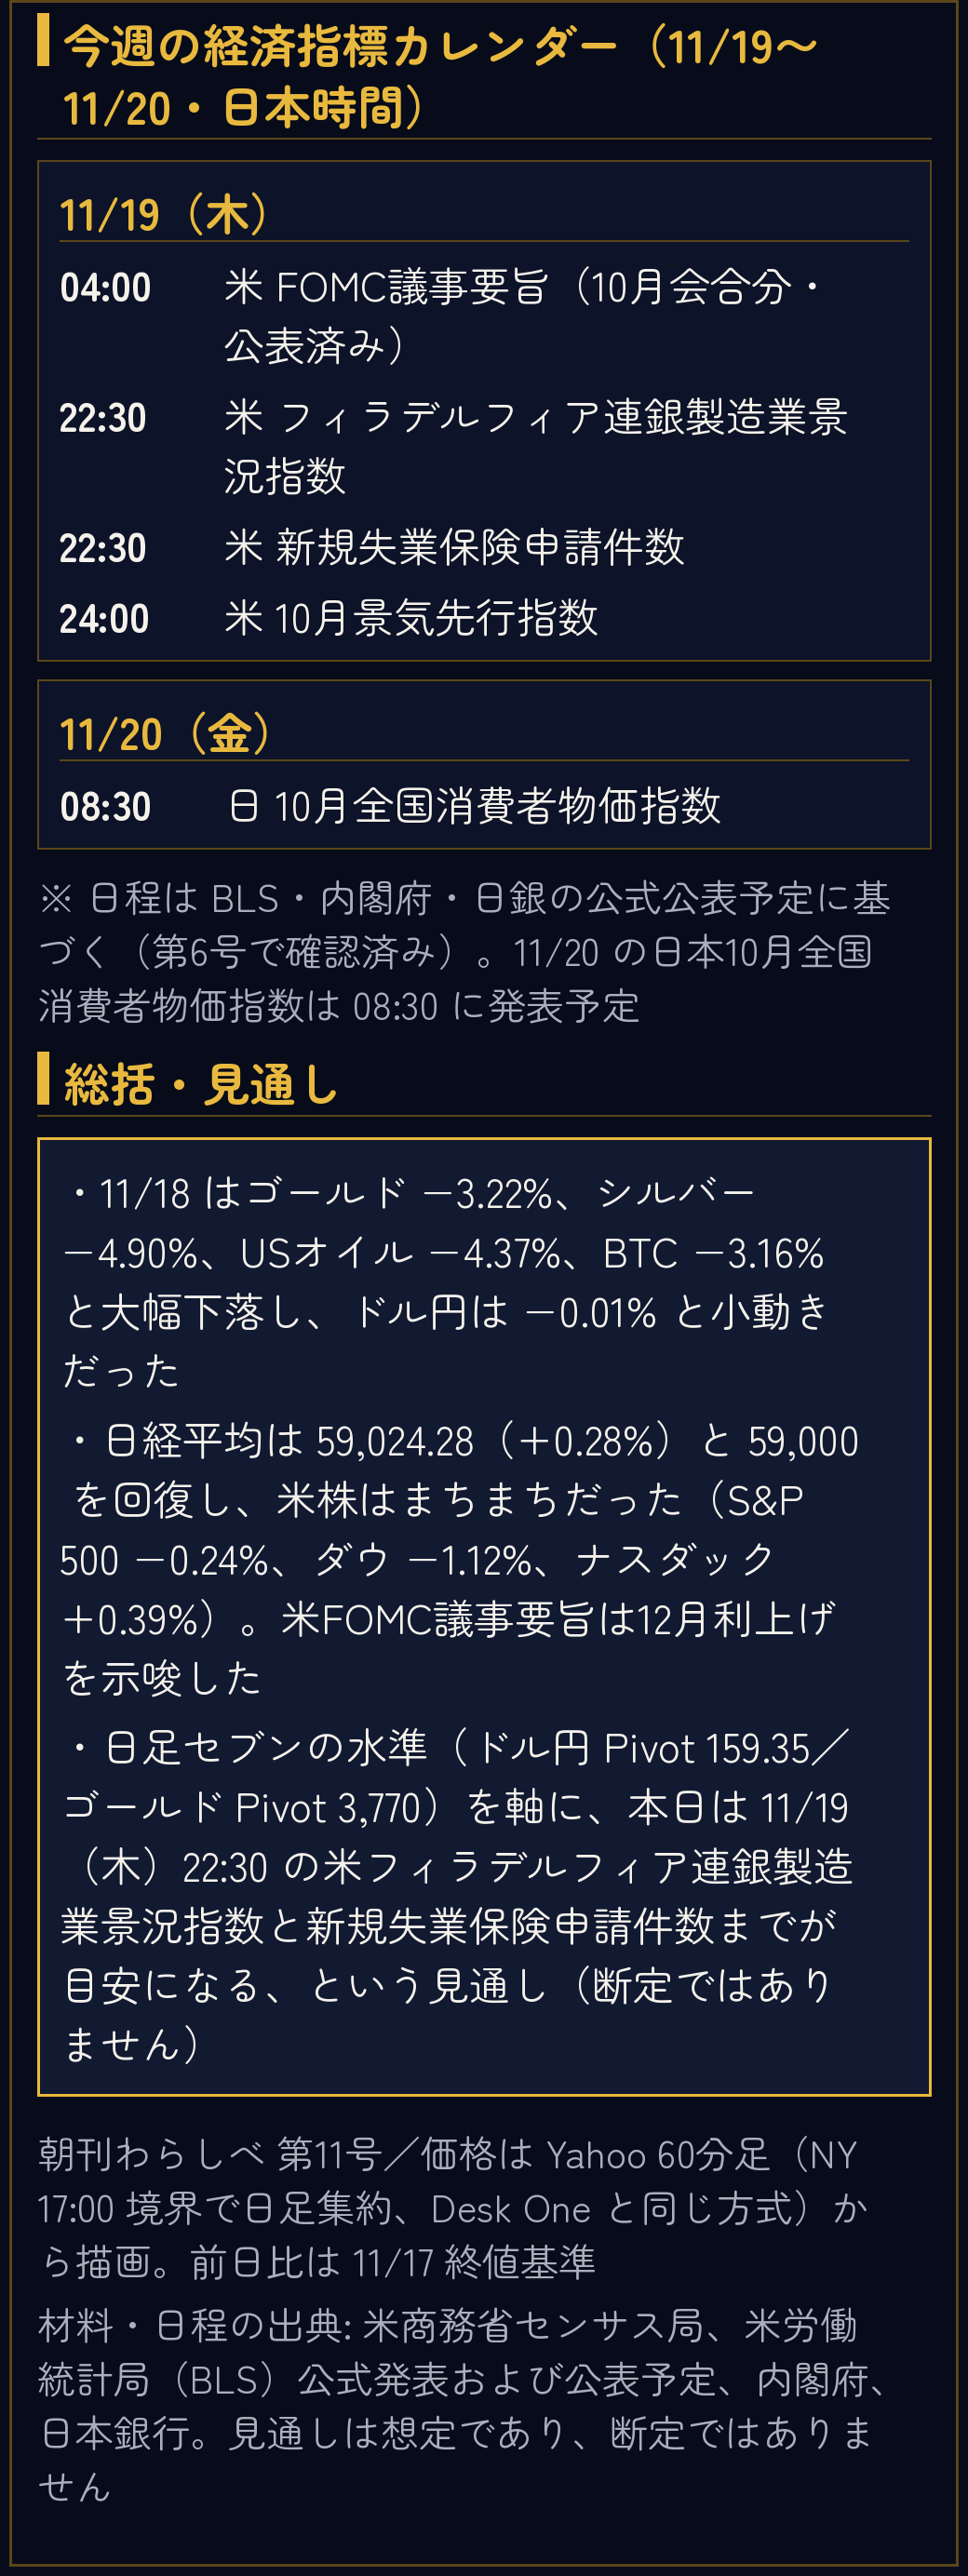 今週の経済指標カレンダー（11/19〜
11/20・日本時間）
11/19（木）
04:00 米 FOMC議事要旨（10月会合分・
公表済み）
22:30 米 フィラデルフィア連銀製造業景
況指数
22:30 米 新規失業保険申請件数
24:00 米 10月景気先行指数
11/20（金）
08:30 日 10月全国消費者物価指数
※ 日程は BLS・内閣府・日銀の公式公表予定に基
づく（第6号で確認済み）。11/20 の日本10月全国
消費者物価指数は 08:30 に発表予定
総括・見通し
・11/18 はゴールド −3.22%、シルバー
−4.90%、USオイル −4.37%、BTC −3.16%
と大幅下落し、ドル円は −0.01% と小動き
だった
・日経平均は 59,024.28（+0.28%）と 59,000
を回復し、米株はまちまちだった（S&P
500 −0.24%、ダウ −1.12%、ナスダック
+0.39%）。米FOMC議事要旨は12月利上げ
を示唆した
・日足セブンの水準（ドル円 Pivot 159.35／
ゴールド Pivot 3,770）を軸に、本日は 11/19
（木）22:30 の米フィラデルフィア連銀製造
業景況指数と新規失業保険申請件数までが
目安になる、という見通し（断定ではあり
ません）
朝刊わらしべ 第11号／価格は Yahoo 60分足（NY
17:00 境界で日足集約、Desk One と同じ方式）か
ら描画。前日比は 11/17 終値基準
材料・日程の出典: 米商務省センサス局、米労働
統計局（BLS）公式発表および公表予定、内閣府、
日本銀行。見通しは想定であり、断定ではありま
せん